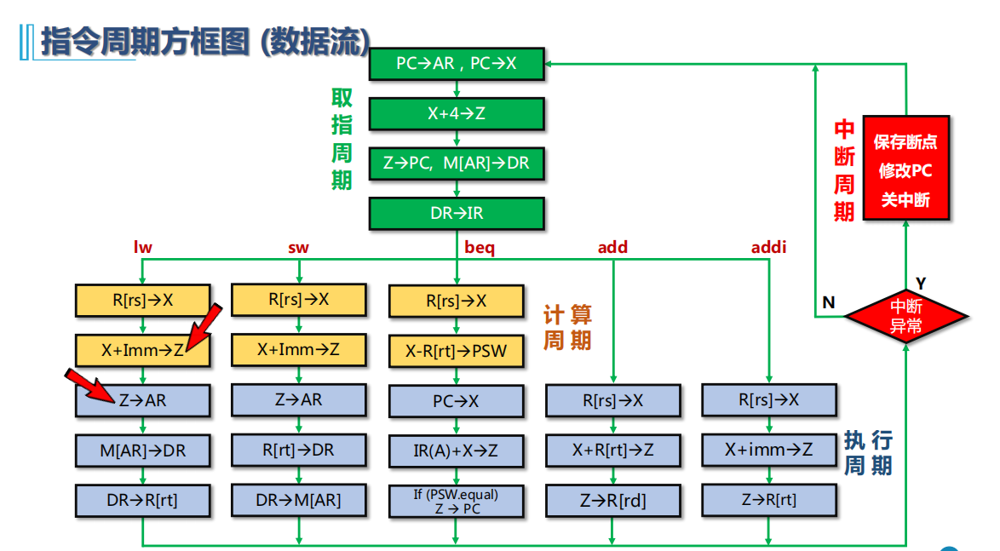 指令周期方框图 (数据流)
PC→AR , PC→X
X+4→Z
Z→PC, M[AR]→DR
DR→IR
取
指
周
期
中
断
周
期
保存断点
修改PC
关中断
lw
sw
beq
add
addi
Y
N
中断
异常
R[rs]→X
X+Imm→Z
Z→AR
M[AR]→DR
DR→R[rt]
R[rs]→X
X+Imm→Z
Z→AR
R[rt]→DR
DR→M[AR]
R[rs]→X
X-R[rt]→PSW
PC→X
IR(A)+X→Z
If (PSW.equal)
Z → PC
计 算
周 期
R[rs]→X
X+R[rt]→Z
Z→R[rd]
R[rs]→X
X+imm→Z
Z→R[rt]
执 行
周 期